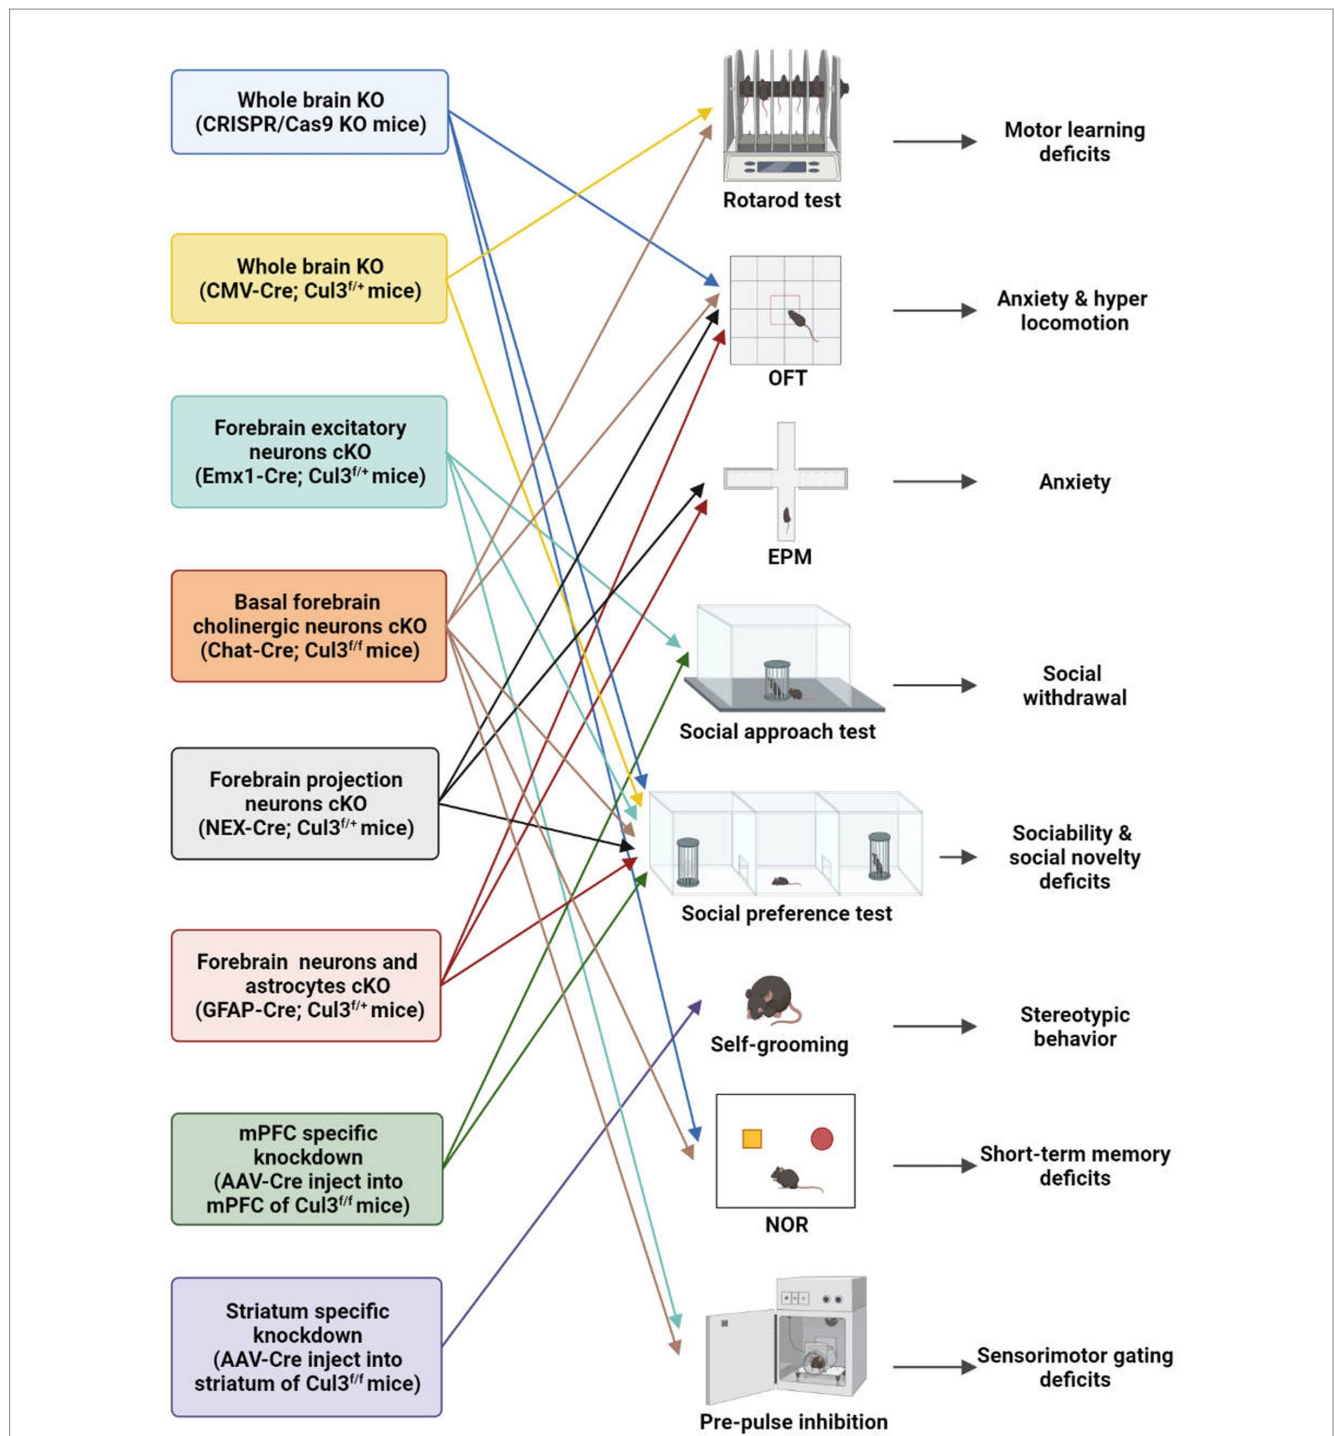 Whole brain KO
(CRISPR/Cas9 KO mice)
Whole brain KO
(CMV-Cre; Cul3f/+ mice)
Forebrain excitatory
neurons cKO
(Emx1-Cre; Cul3f/+ mice)
Basal forebrain
cholinergic neurons cKO
(Chat-Cre; Cul3f/f mice)
Forebrain projection
neurons cKO
(NEX-Cre; Cul3f/+ mice)
Forebrain neurons and
astrocytes cKO
(GFAP-Cre; Cul3f/+ mice)
mPFC specific
knockdown
(AAV-Cre inject into
mPFC of Cul3f/f mice)
Striatum specific
knockdown
(AAV-Cre inject into
striatum of Cul3f/f mice)
Rotarod test
OFT
EPM
Social approach test
Social preference test
Self-grooming
NOR
Pre-pulse inhibition
Motor learning
deficits
Anxiety & hyper
locomotion
Anxiety
Social
withdrawal
Sociability &
social novelty
deficits
Stereotypic
behavior
Short-term memory
deficits
Sensorimotor gating
deficits